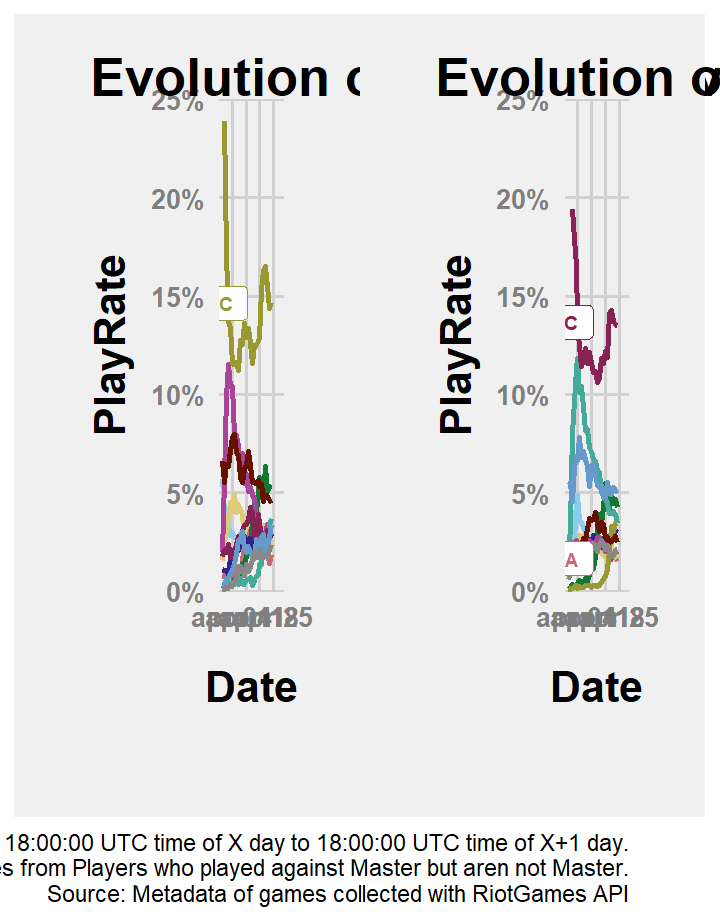 Evolution
Evolution
25%
20%
15%
10%
5%
0%
25%
20%
15%
10%
5%
0%
PlayRate
PlayRate
C
C
A
Date
Date
18:00:00 UTC time of X day to 18:00:00 UTC time of X+1 day.
from Players who played against Master but aren not Master.
Source: Metadata of games collected with RiotGames API